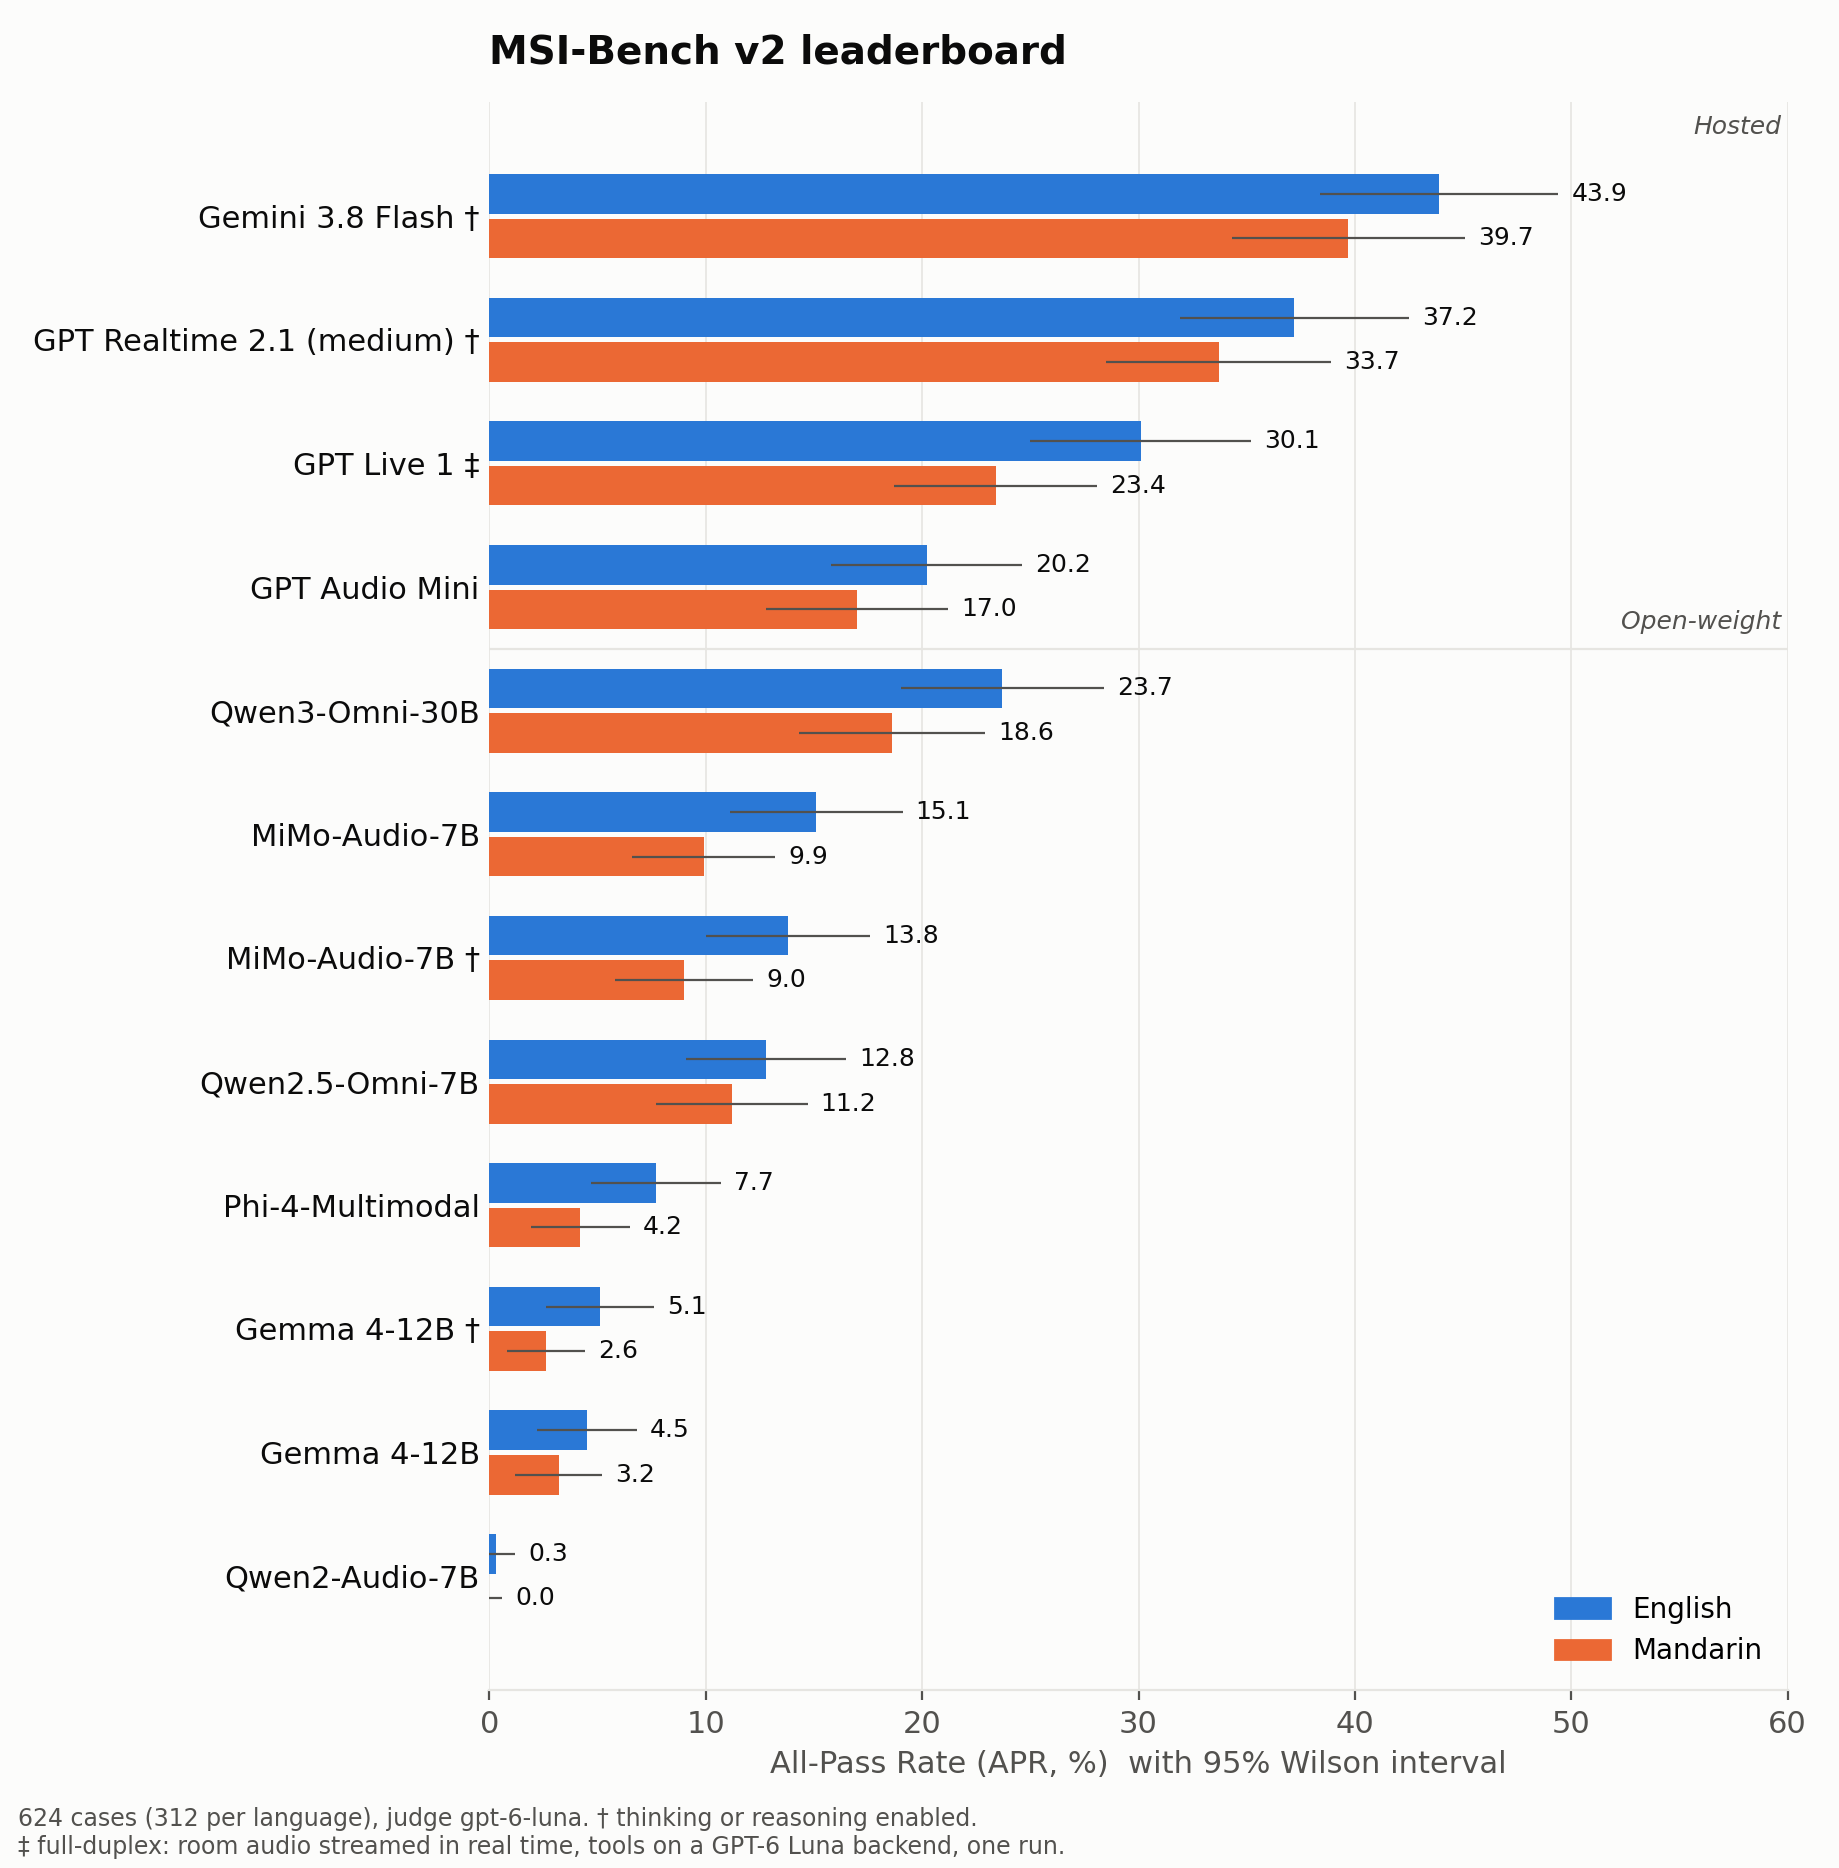 MSI-Bench v2 leaderboard
Hosted
Gemini 3.8 Flash †
43.9
39.7
GPT Realtime 2.1 (medium) †
37.2
33.7
GPT Live 1 ‡
30.1
23.4
GPT Audio Mini
20.2
17.0
Open-weight
Qwen3-Omni-30B
23.7
18.6
MiMo-Audio-7B
15.1
9.9
MiMo-Audio-7B †
13.8
9.0
Qwen2.5-Omni-7B
12.8
11.2
Phi-4-Multimodal
7.7
4.2
Gemma 4-12B †
5.1
2.6
Gemma 4-12B
4.5
3.2
Qwen2-Audio-7B
0.3
0.0
English
Mandarin
0 10 20 30 40 50 60
All-Pass Rate (APR, %) with 95% Wilson interval
624 cases (312 per language), judge gpt-6-luna. † thinking or reasoning enabled.
‡ full-duplex: room audio streamed in real time, tools on a GPT-6 Luna backend, one run.